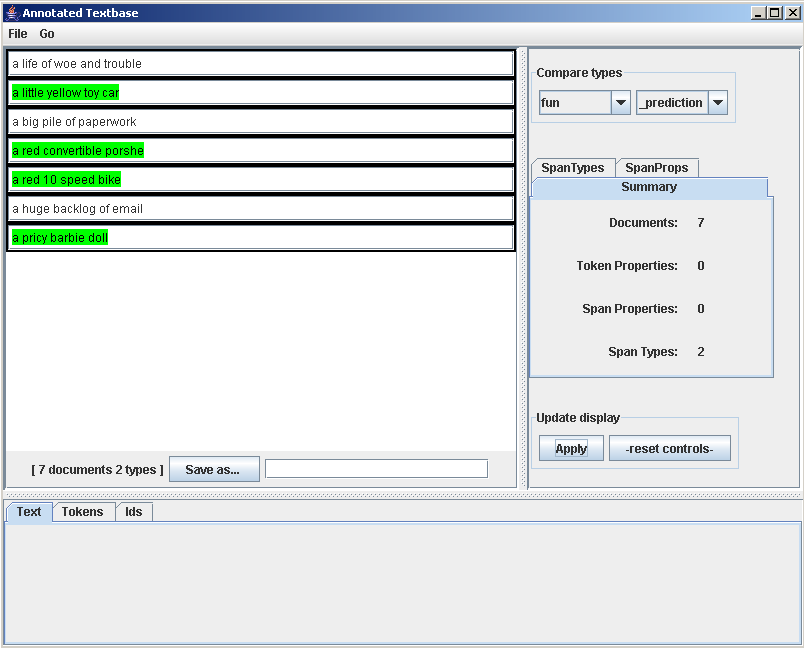 Annotated Textbase
File Go
a life of woe and trouble
a little yellow toy car
a big pile of paperwork
a red convertible porshe
a red 10 speed bike
a huge backlog of email
a pricy barbie doll
[ 7 documents 2 types ] Save as...
Compare types
fun _prediction
SpanTypes SpanProps
Summary
Documents: 7
Token Properties: 0
Span Properties: 0
Span Types: 2
Update display
Apply -reset controls-
Text Tokens Ids